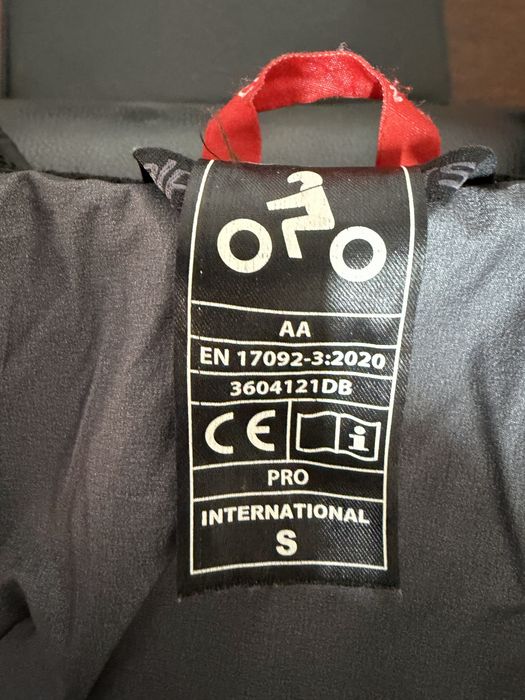 AA
EN 17092-3:2020
3604121DB
CE
i
PRO
INTERNATIONAL
S